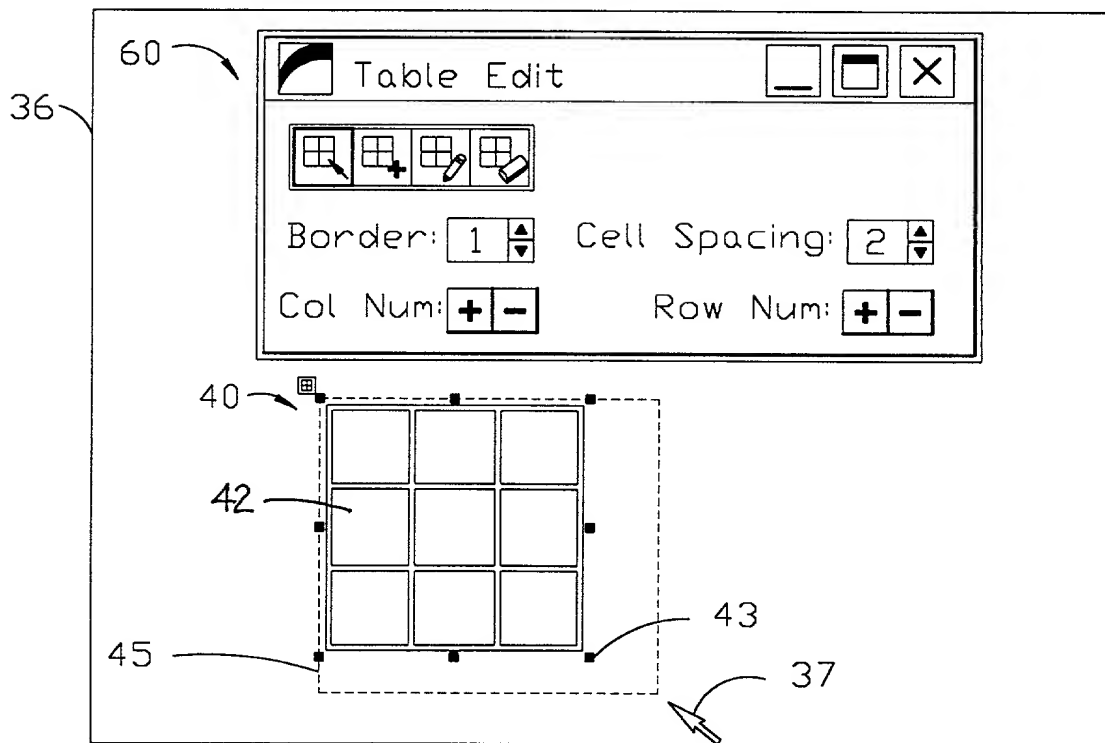 60
Table Edit
36
Border: 1 Cell Spacing: 2
Col Num: + - Row Num: + -
40
42
43
45
37